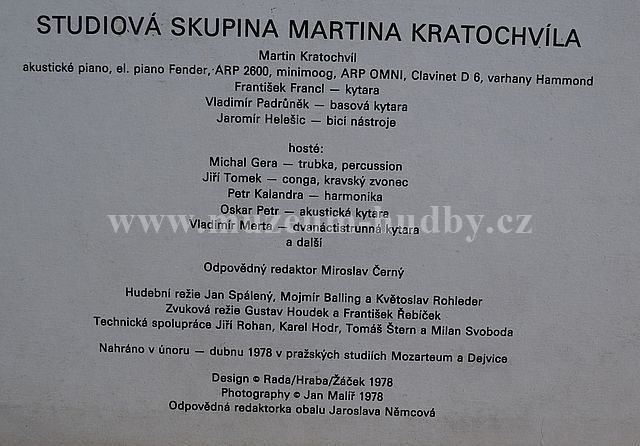 STUDIOVÁ SKUPINA MARTINA KRATOCHVÍLA
Martin Kratochvíl
akustické piano, el. piano Fender, ARP 2600, minimoog, ARP OMNI, Clavinet D 6, varhany Hammond
František Francl — kytara
Vladimír Padrůněk — basová kytara
Jaromír Helešic — bicí nástroje
hosté:
Michal Gera — trubka, percussion
Jiří Tomek — conga, kravský zvonec
Petr Kalandra — harmonika
Oskar Petr — akustická kytara
www.muzeum-hudby.cz
Vladimír Merta — dvanáctistrunná kytara
a další
Odpovědný redaktor Miroslav Černý
Hudební režie Jan Spálený, Mojmír Balling a Květoslav Rohleder
Zvuková režie Gustav Houdek a František Řebíček
Technická spolupráce Jiří Rohan, Karel Hodr, Tomáš Štern a Milan Svoboda
Nahráno v únoru — dubnu 1978 v pražských studiích Mozarteum a Dejvice
Design © Rada/Hraba/Žáček 1978
Photography © Jan Malíř 1978
Odpovědná redaktorka obalu Jaroslava Němcová